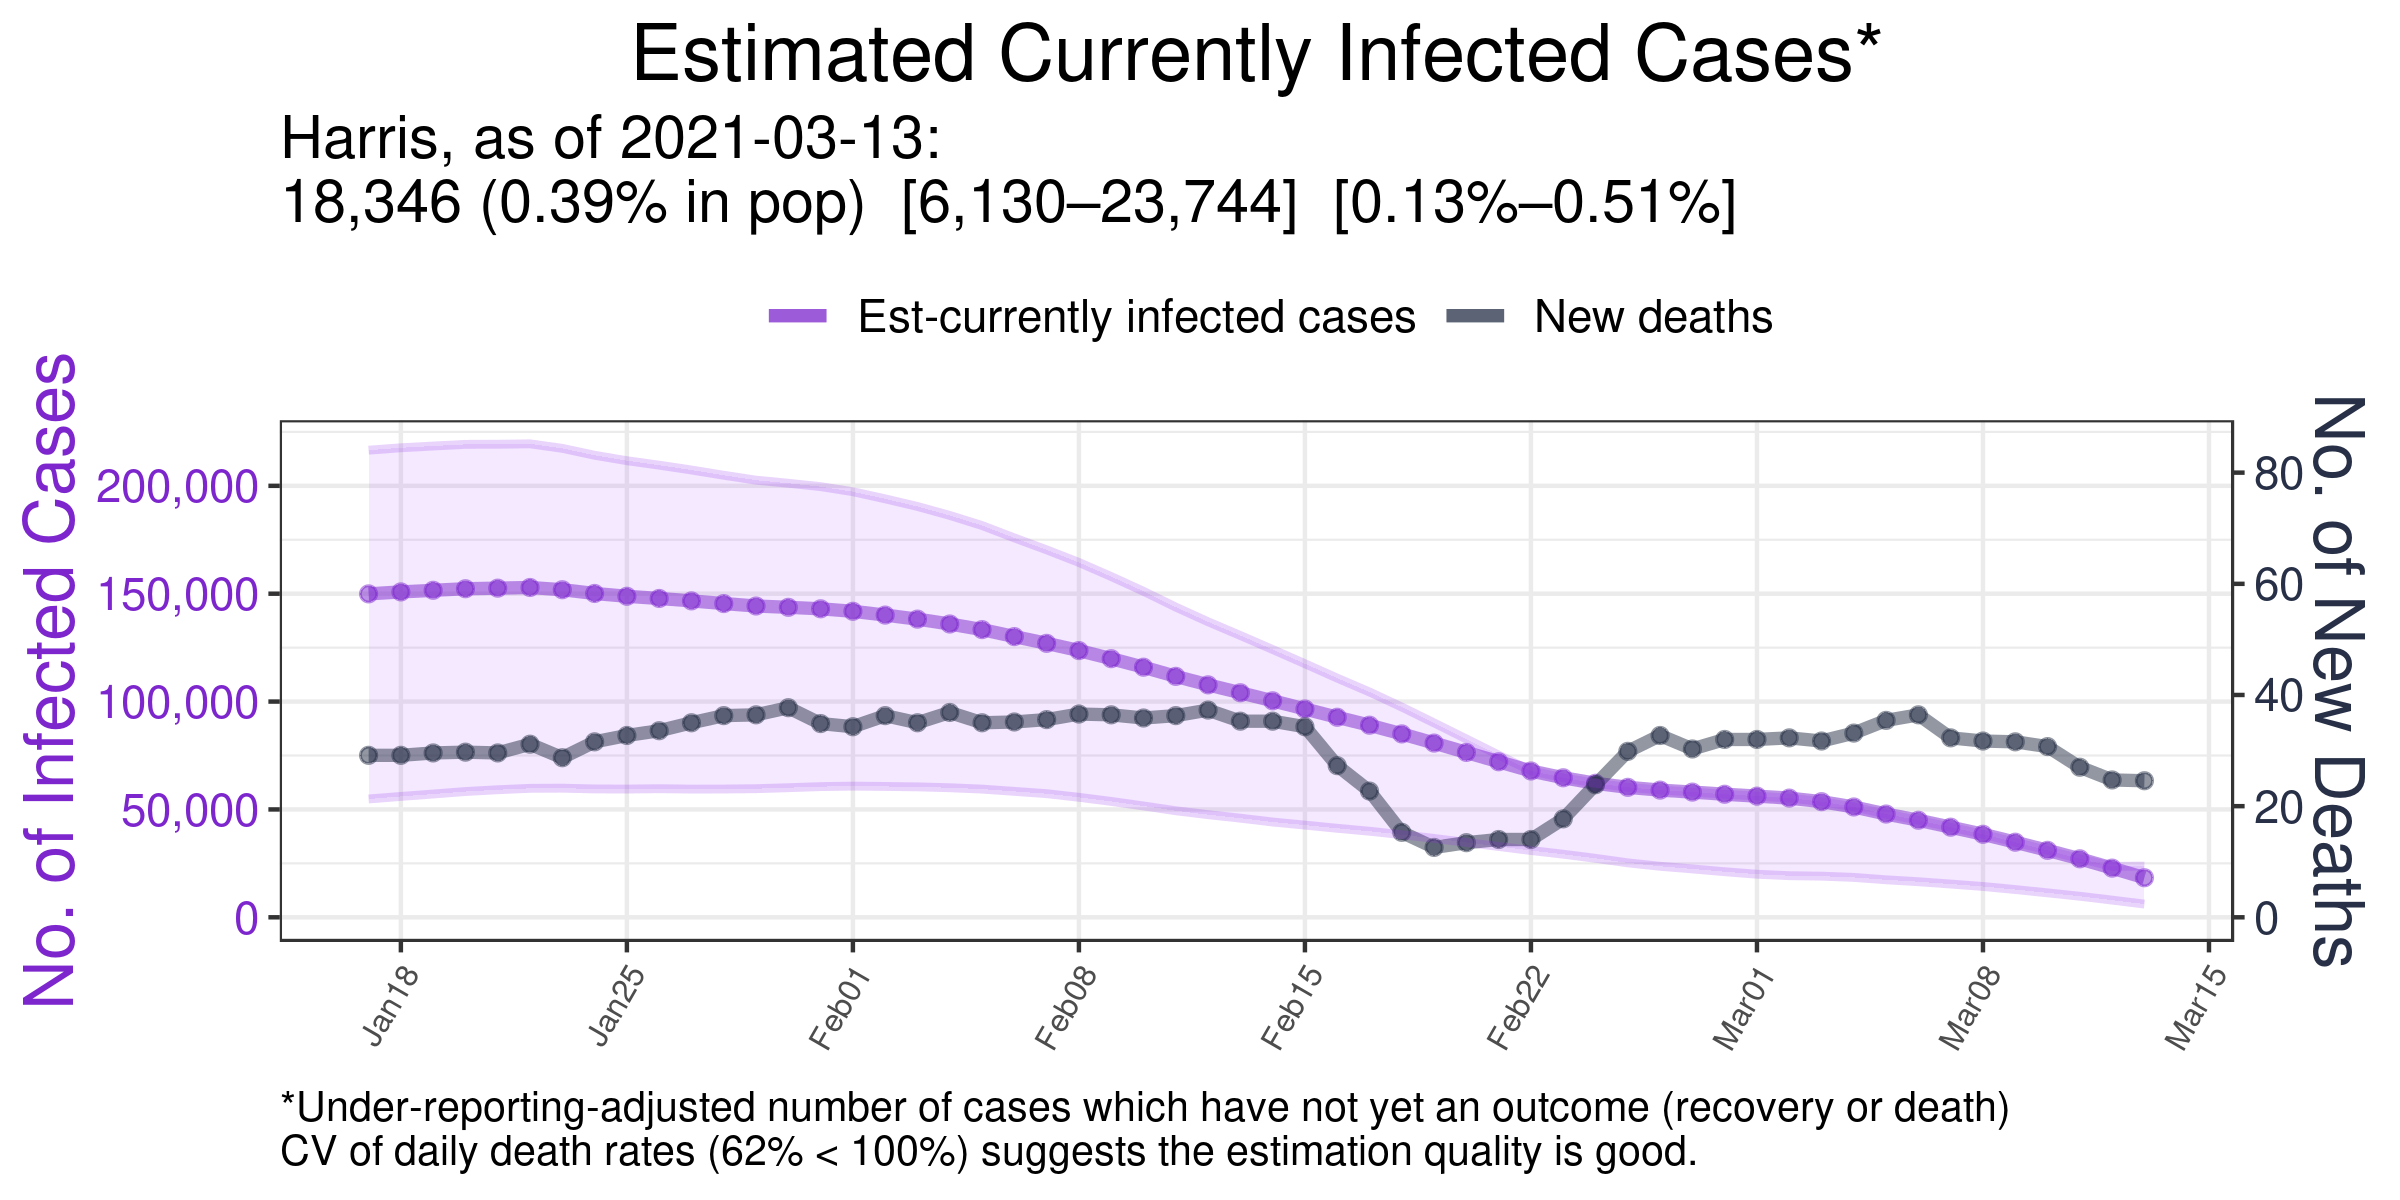 Estimated Currently Infected Cases*
Harris, as of 2021-03-13:
18,346 (0.39% in pop)  [6,130–23,744]  [0.13%–0.51%]
Est-currently infected cases
New deaths
No. of Infected Cases
200,000
150,000
100,000
50,000
0
No. of New Deaths
80
60
40
20
0
Jan18
Jan25
Feb01
Feb08
Feb15
Feb22
Mar01
Mar08
Mar15
*Under-reporting-adjusted number of cases which have not yet an outcome (recovery or death)
CV of daily death rates (62% < 100%) suggests the estimation quality is good.